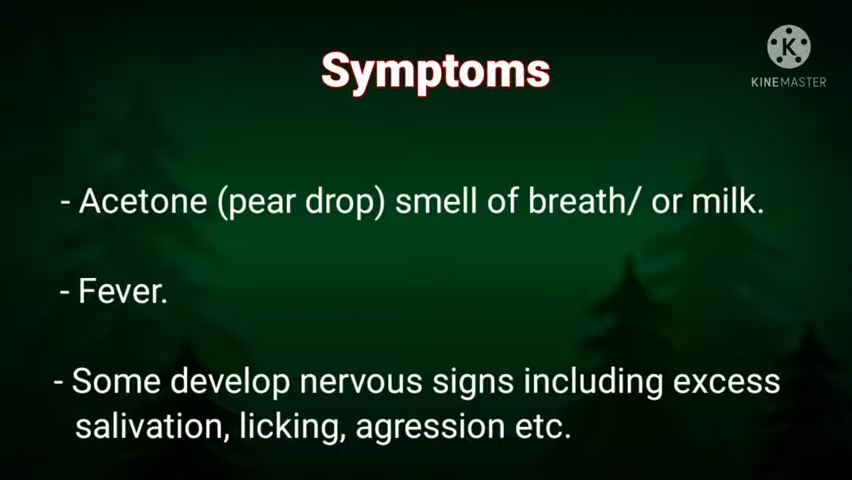 Symptoms
K
KINEMASTER
- Acetone (pear drop) smell of breath/ or milk.
- Fever.
- Some develop nervous signs including excess
salivation, licking, agression etc.